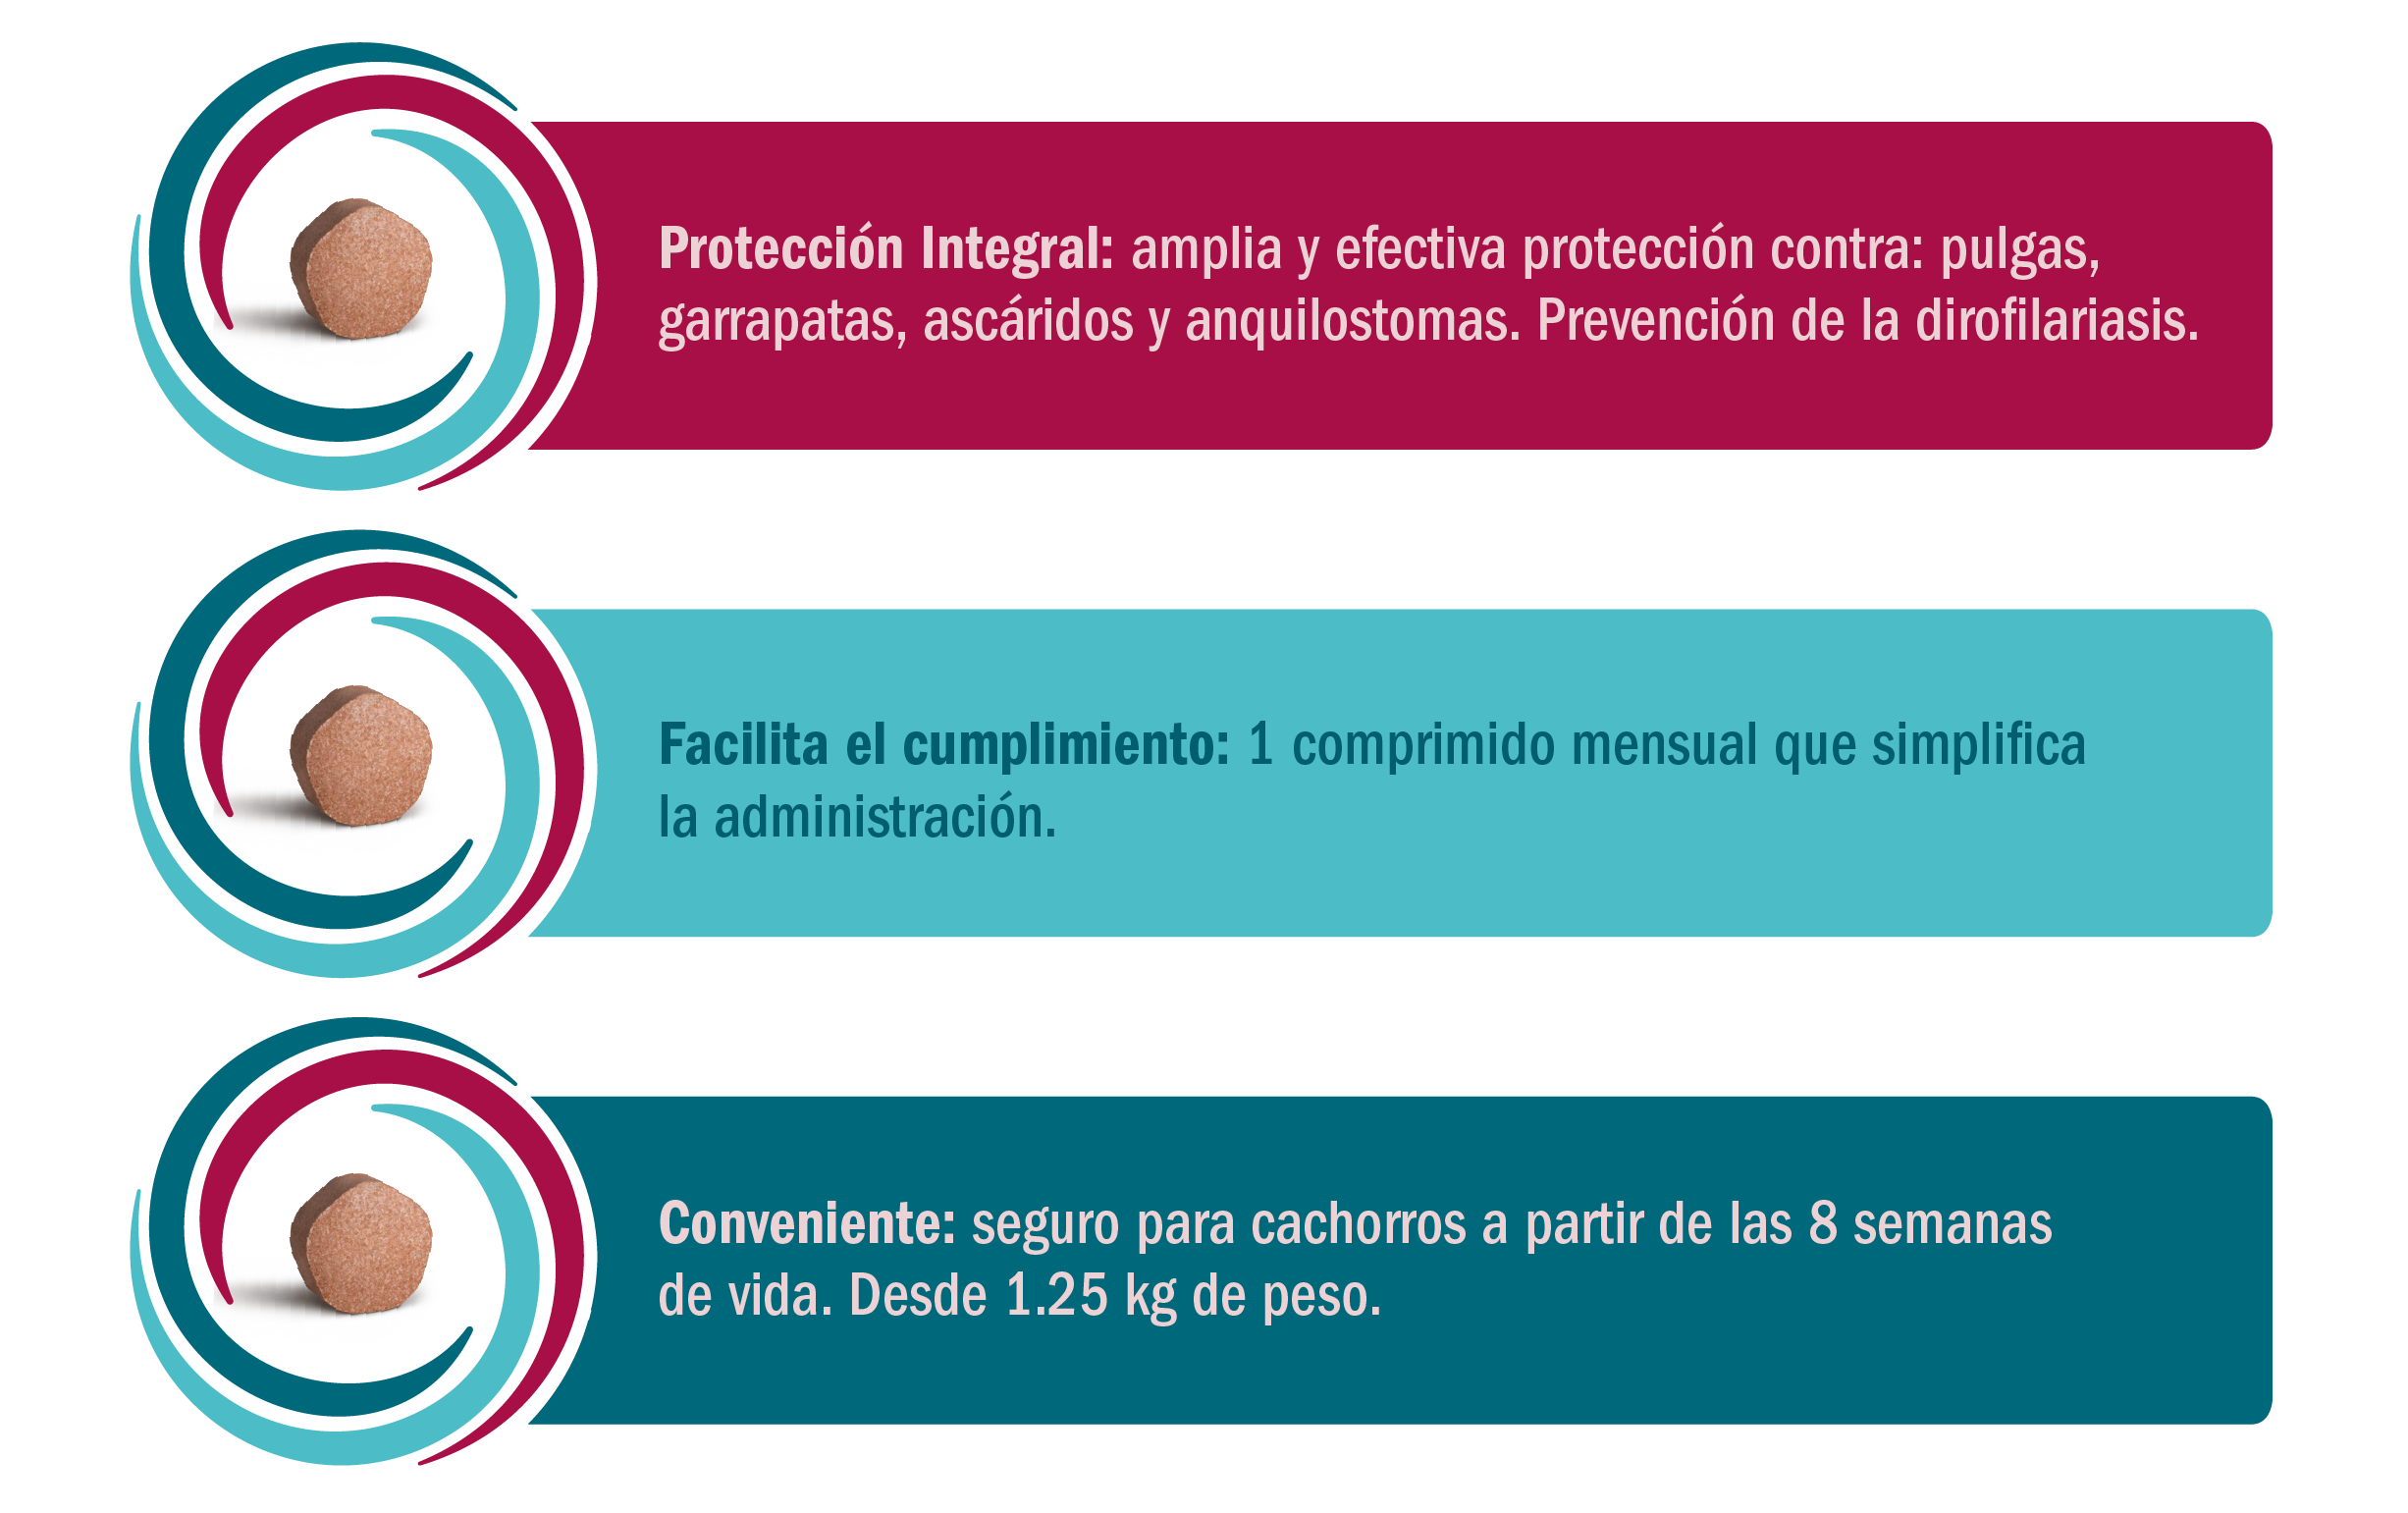 Protección Integral: amplia y efectiva protección contra: pulgas,
garrapatas, ascáridos y anquilostomas. Prevención de la dirofilariasis.
Facilita el cumplimiento: 1 comprimido mensual que simplifica
la administración.
Conveniente: seguro para cachorros a partir de las 8 semanas
de vida. Desde 1.25 kg de peso.